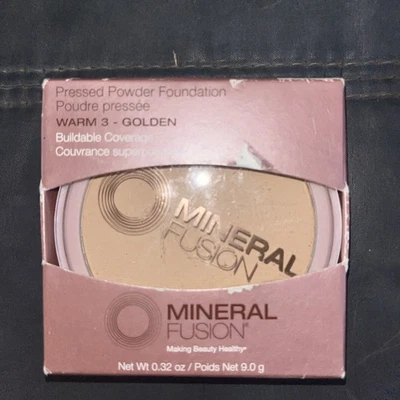 Pressed Powder Foundation
Poudre pressée
WARM 3 - GOLDEN
Buildable Coverage
Couvrance
MINERAL
FUSION
MINERAL
FUSION®
Making Beauty Healthy®
Net Wt 0.32 oz / Poids Net 9.0 g